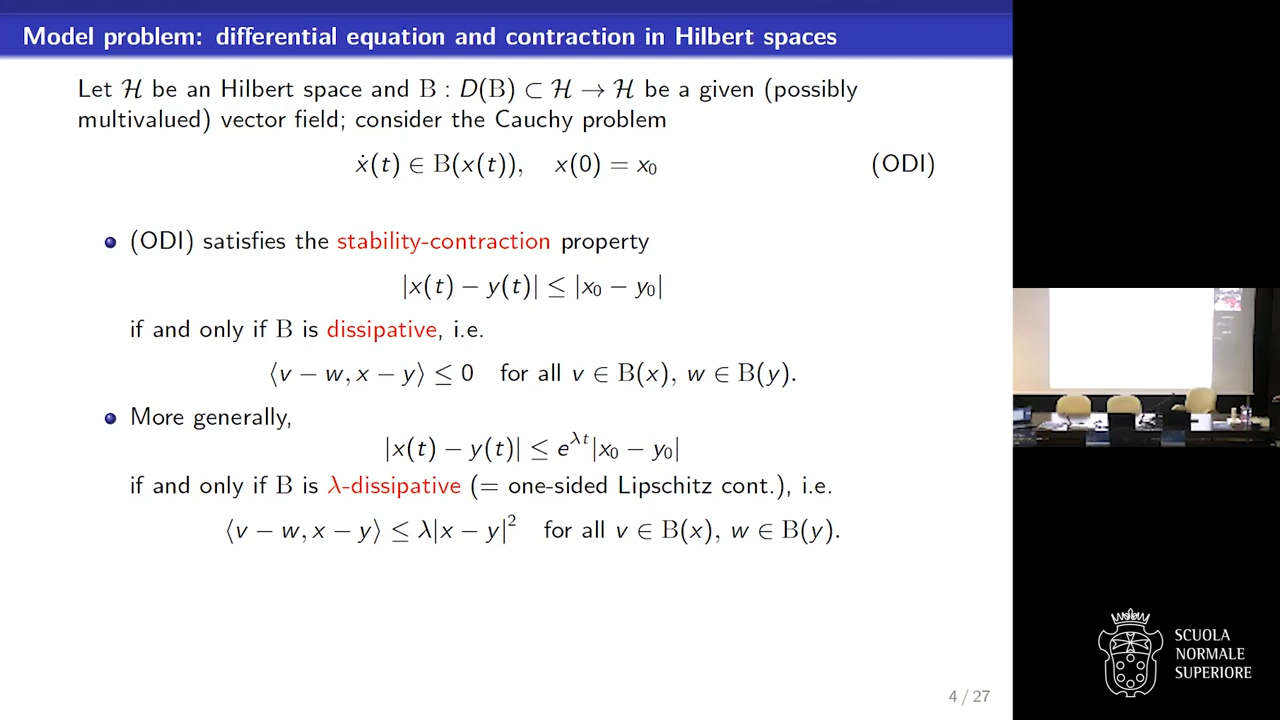 Model problem: differential equation and contraction in Hilbert spaces
Let ℋ be an Hilbert space and B : D(B) ⊂ ℋ → ℋ be a given (possibly
multivalued) vector field; consider the Cauchy problem
ẋ(t) ∈ B(x(t)), x(0) = x₀ (ODI)
(ODI) satisfies the stability-contraction property
|x(t) − y(t)| ≤ |x₀ − y₀|
if and only if B is dissipative, i.e.
⟨v − w, x − y⟩ ≤ 0 for all v ∈ B(x), w ∈ B(y).
More generally,
|x(t) − y(t)| ≤ e^{λt}|x₀ − y₀|
if and only if B is λ-dissipative (= one-sided Lipschitz cont.), i.e.
⟨v − w, x − y⟩ ≤ λ|x − y|² for all v ∈ B(x), w ∈ B(y).
4 / 27
SCUOLA
NORMALE
SUPERIORE